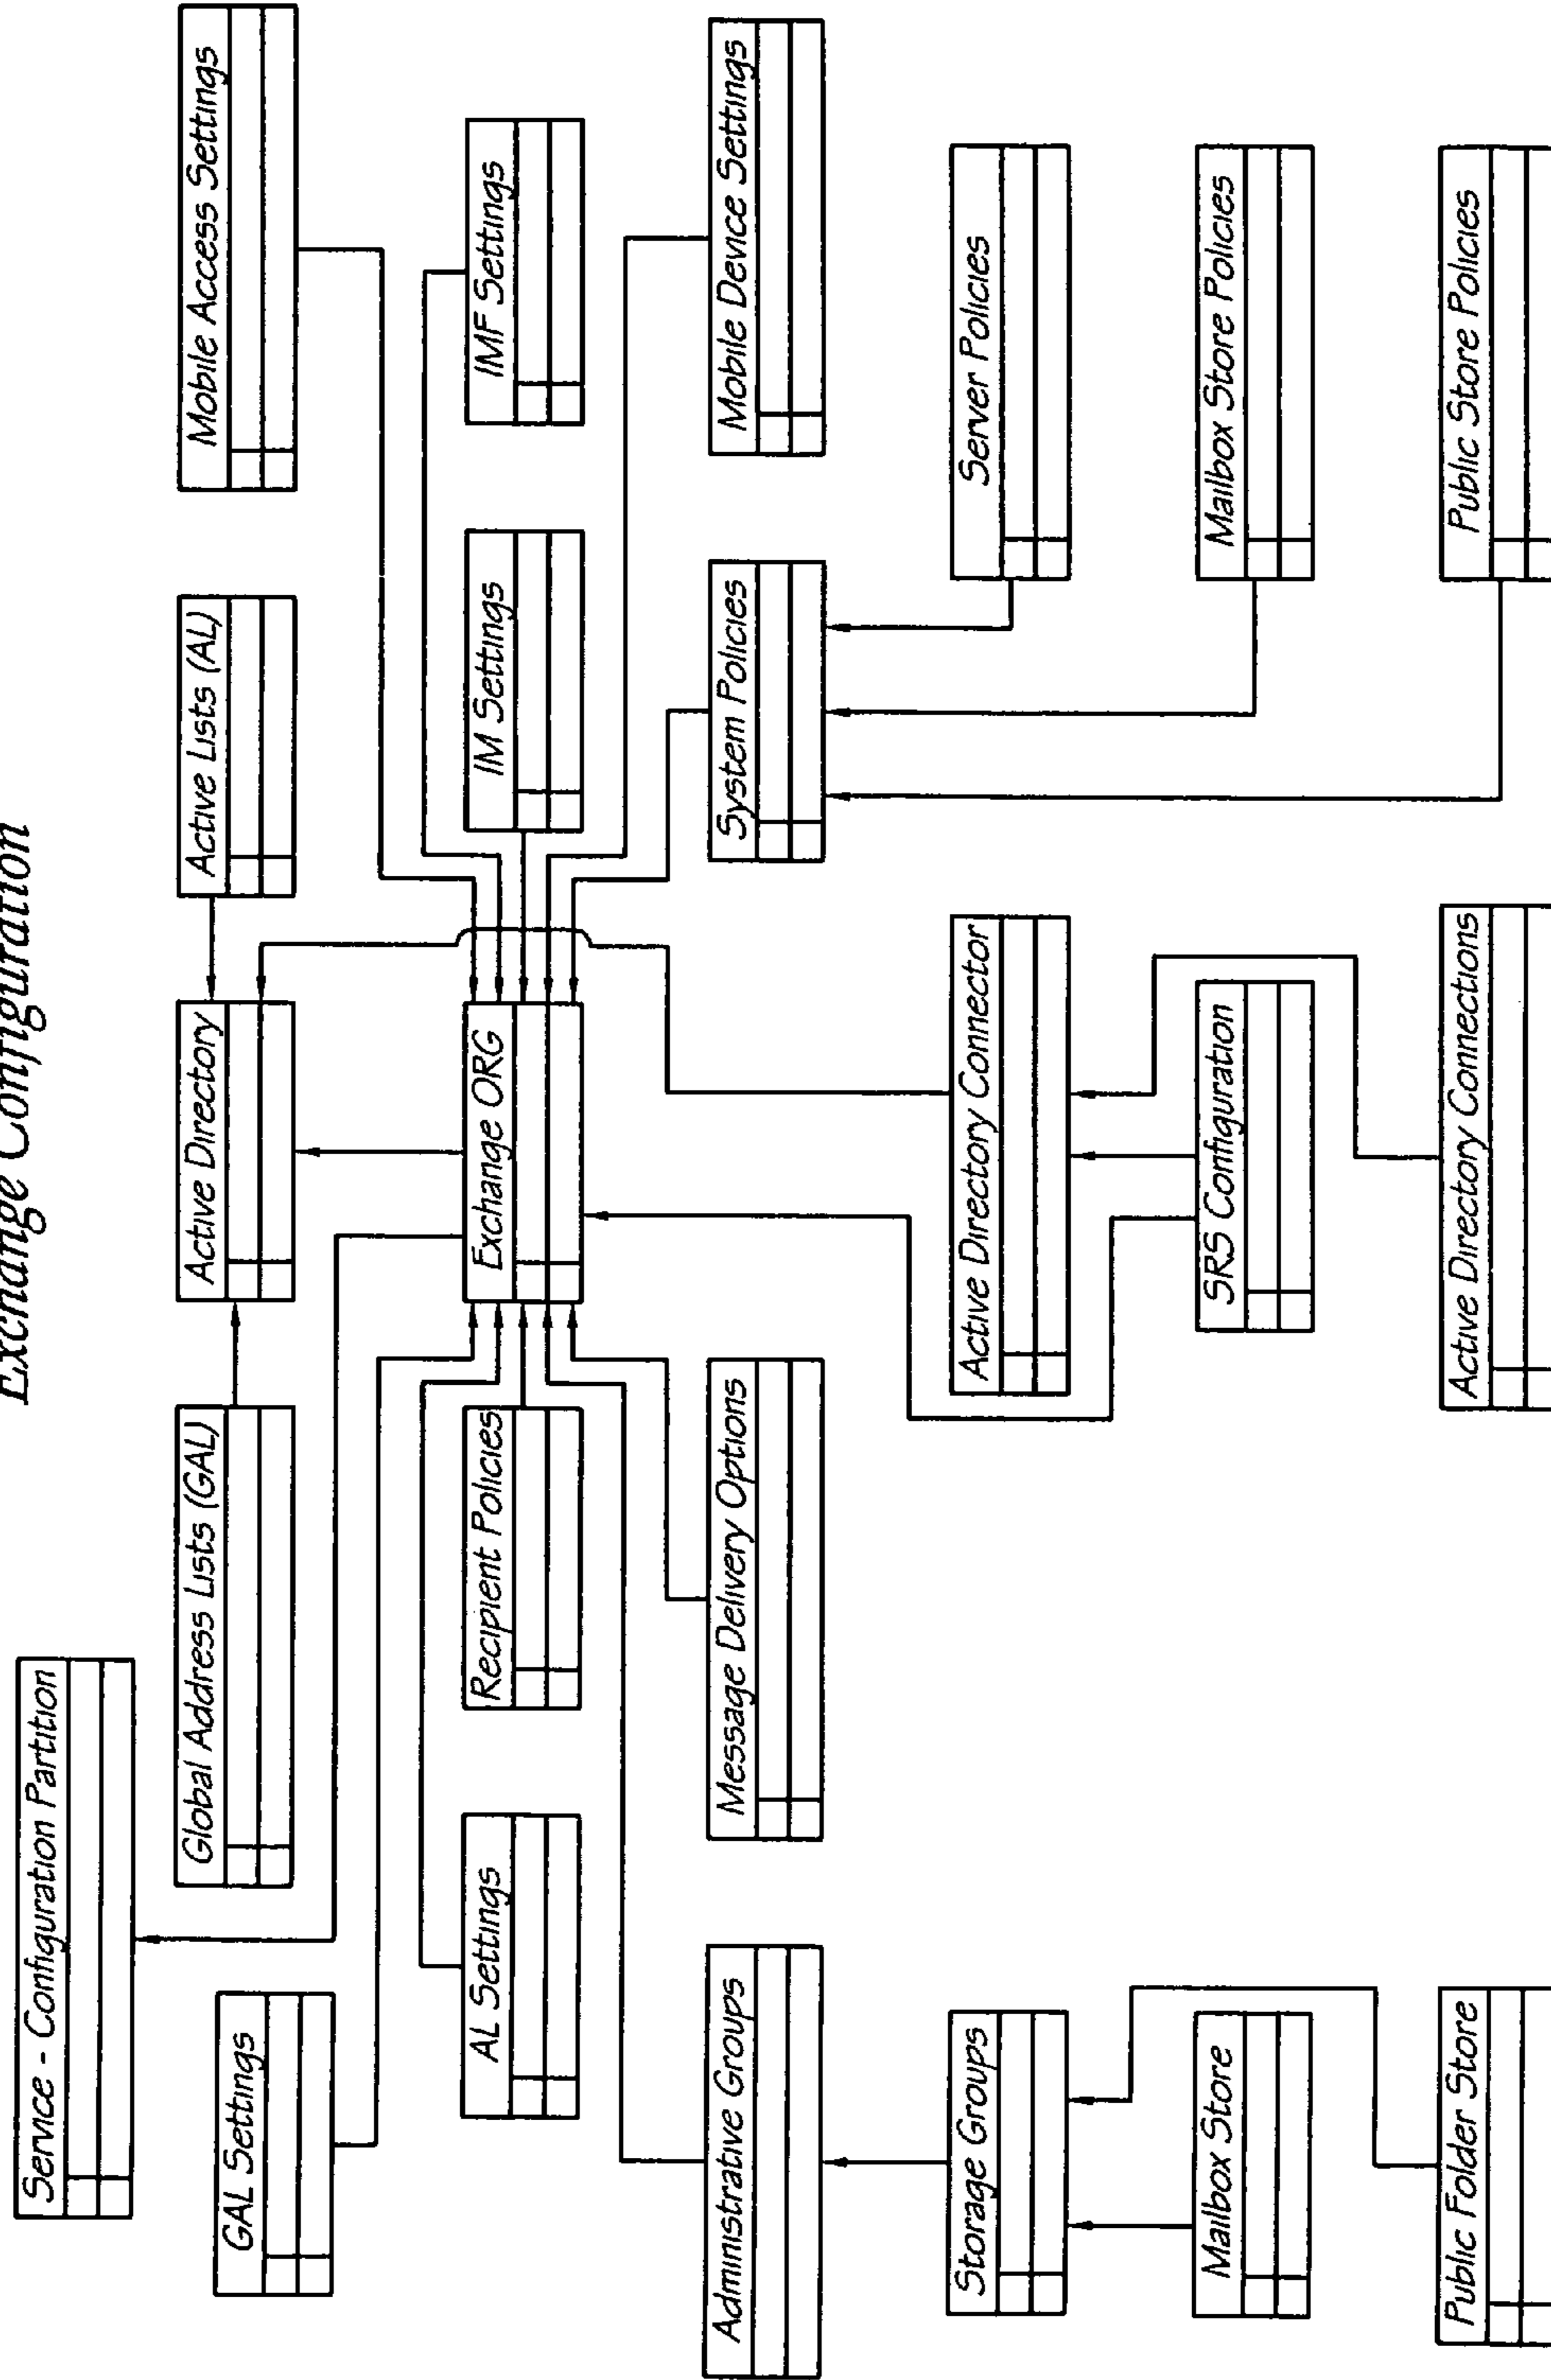 Exchange Configuration
Service - Configuration Partition
GAL Settings
Global Address Lists (GAL)
Active Directory
Active Lists (AL)
Mobile Access Settings
AL Settings
Recipient Policies
Exchange ORG
IM Settings
IMF Settings
Administrative Groups
Message Delivery Options
System Policies
Mobile Device Settings
Storage Groups
Active Directory Connector
Server Policies
Mailbox Store
SRS Configuration
Mailbox Store Policies
Public Folder Store
Active Directory Connections
Public Store Policies